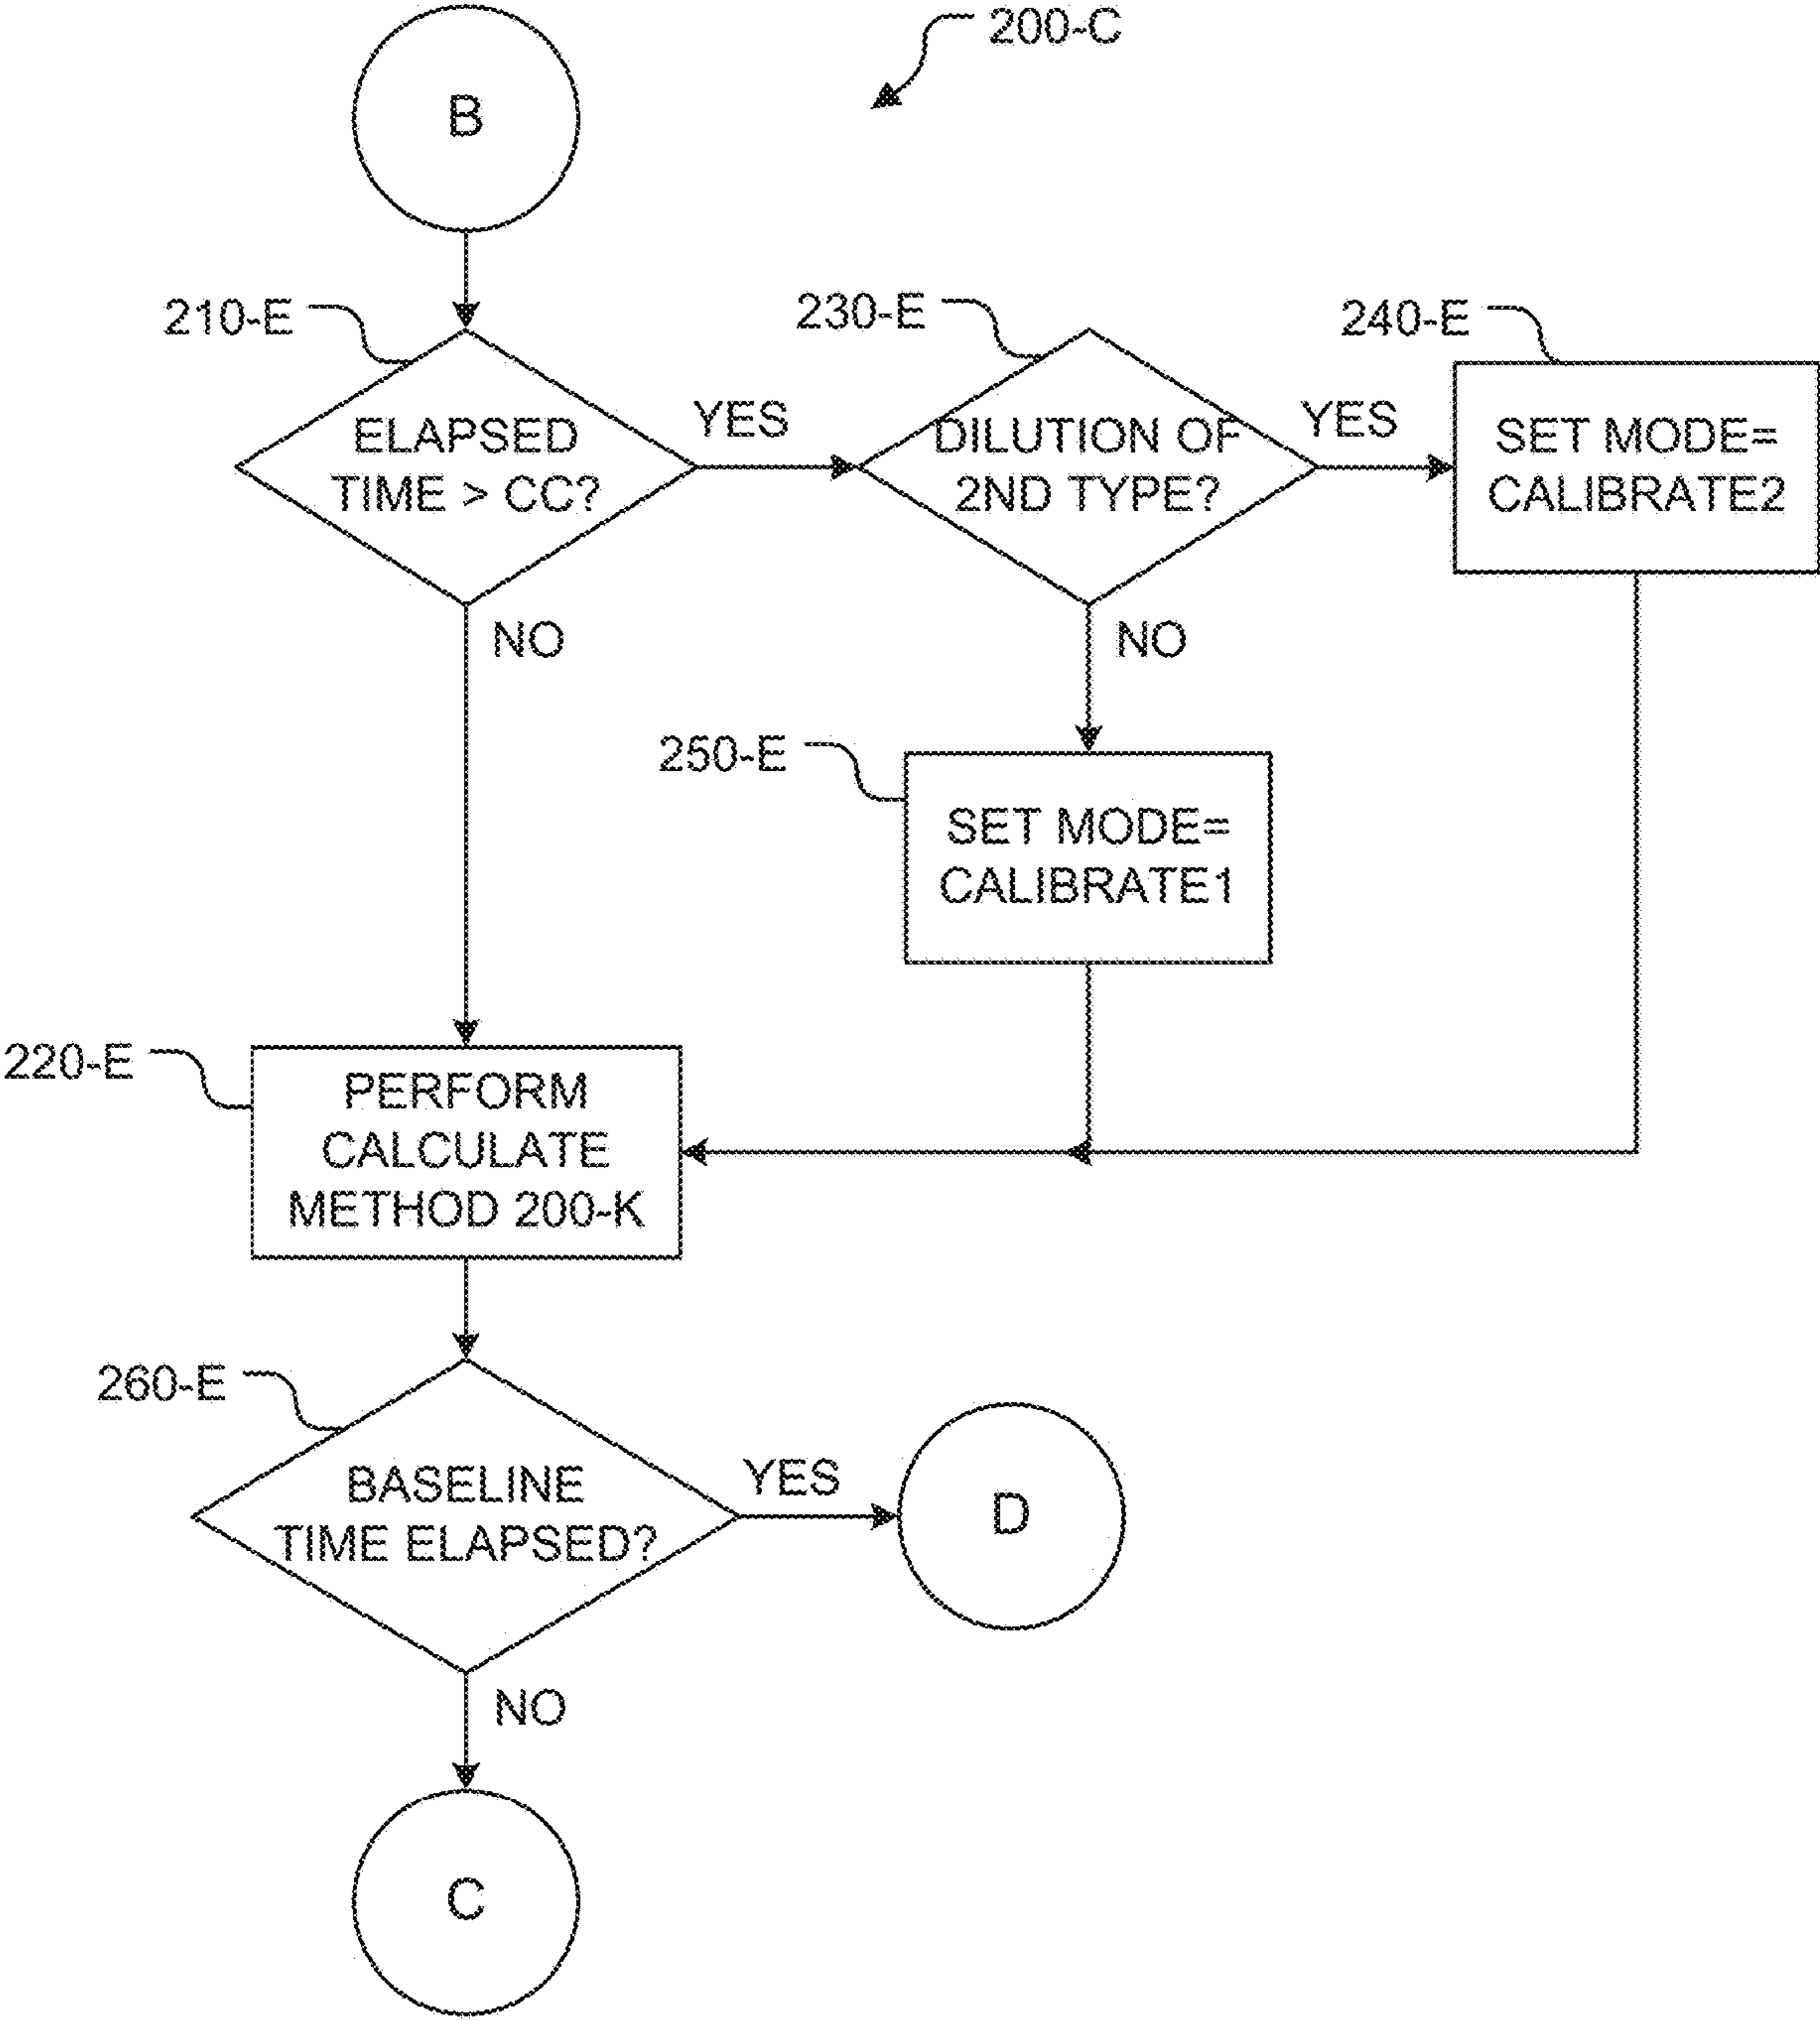 200-C
B
210-E
230-E
240-E
ELAPSED
TIME > CC?
YES
DILUTION OF
2ND TYPE?
YES
SET MODE=
CALIBRATE2
NO
NO
250-E
SET MODE=
CALIBRATE1
220-E
PERFORM
CALCULATE
METHOD 200-K
260-E
BASELINE
TIME ELAPSED?
YES
D
NO
C